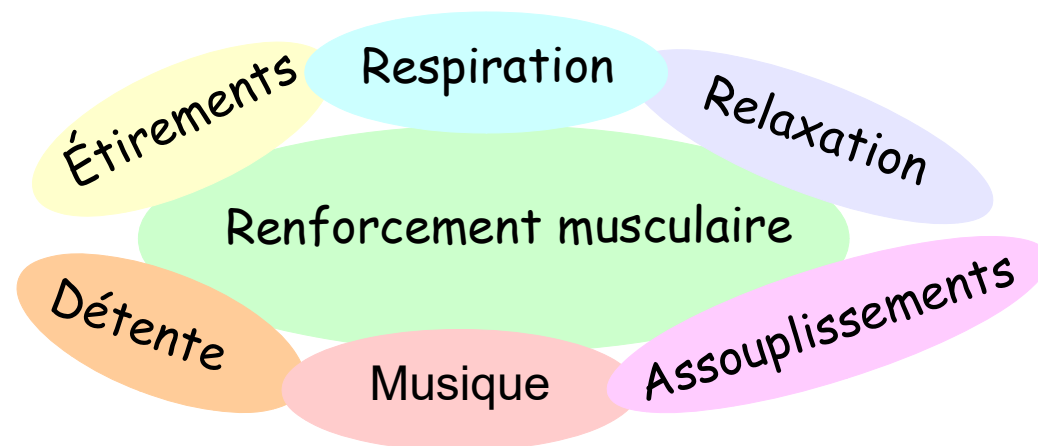 Étirements
Respiration
Relaxation
Renforcement musculaire
Détente
Musique
Assouplissements